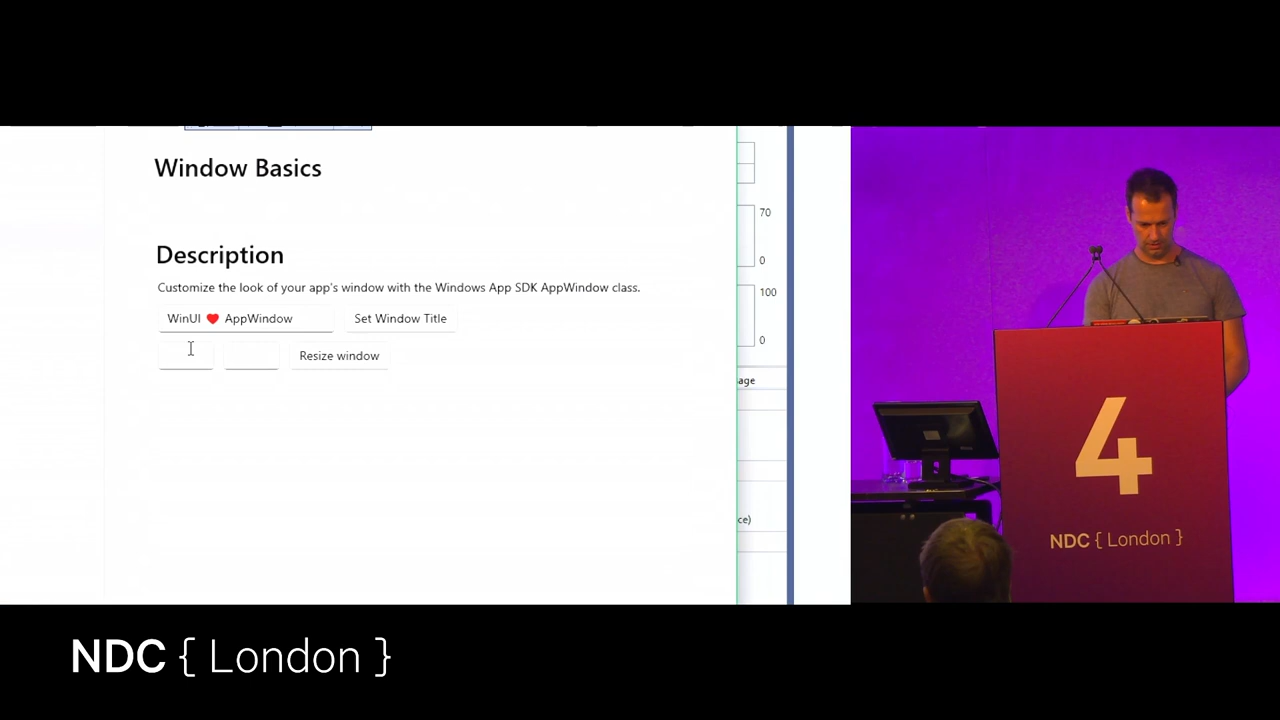 Window Basics
Description
Customize the look of your app's window with the Windows App SDK AppWindow class.
WinUI ❤️ AppWindow
Set Window Title
Resize window
70
0
100
0
age
ce)
4
NDC { London }
NDC { London }